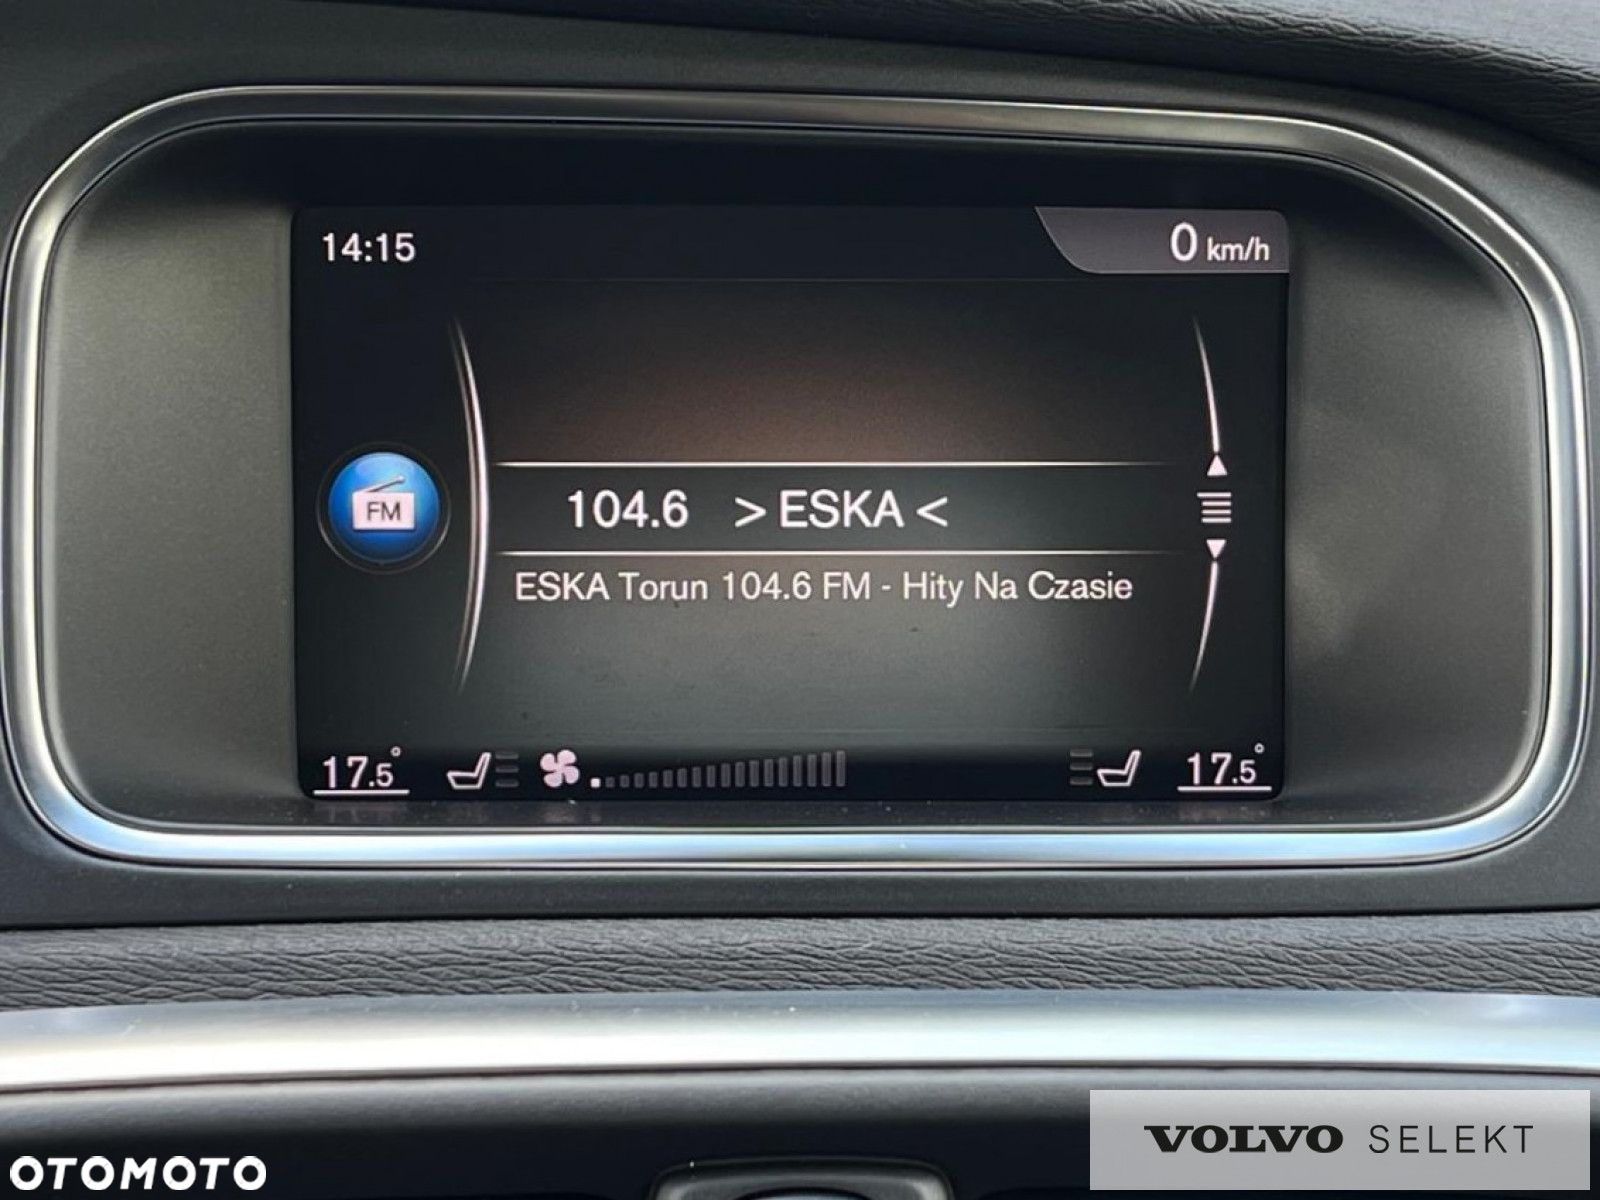 14:15
0 km/h
FM
104.6 > ESKA <
ESKA Torun 104.6 FM - Hity Na Czasie
17.5° 17.5°
VOLVO SELEKT
OTOMOTO